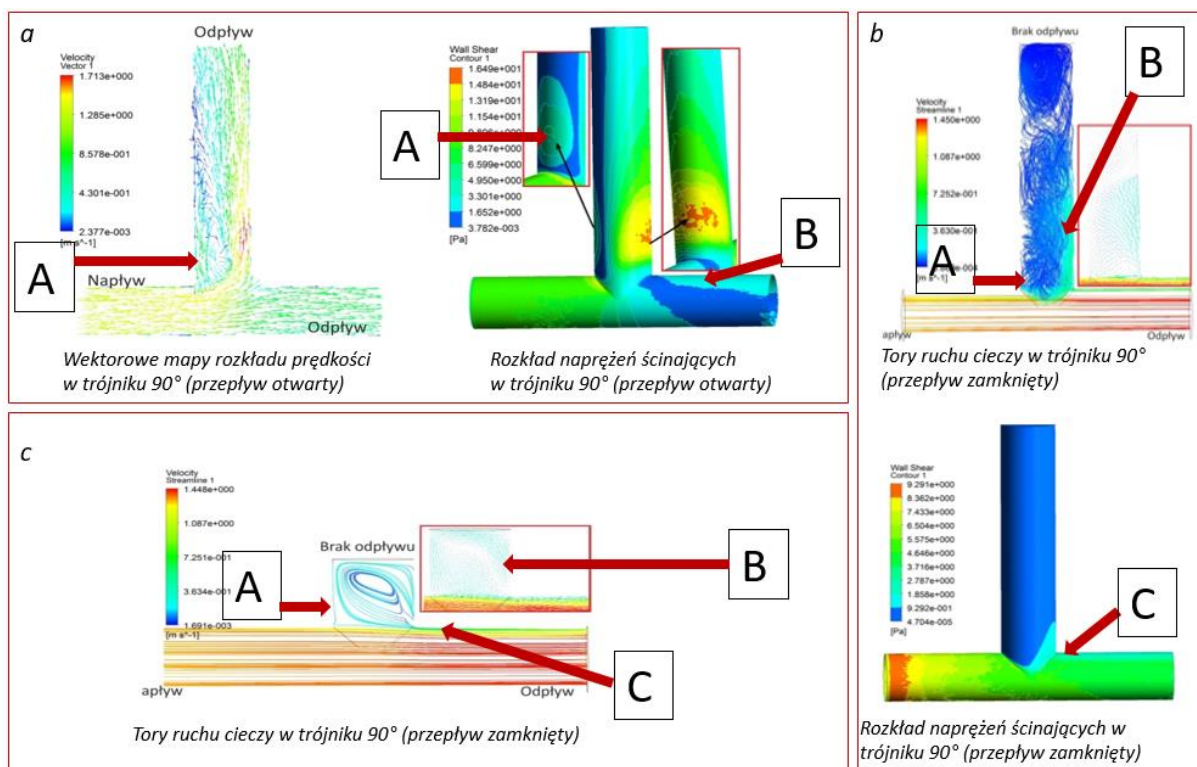 a
Odpływ
Velocity
Vector 1
1.713e+000
1.285e+000
8.578e-001
4.301e-001
2.377e-003
[m s^-1]
A
Napływ
Odpływ
Wektorowe mapy rozkładu prędkości
w trójniku 90° (przepływ otwarty)
Wall Shear
Contour 1
1.649e+001
1.484e+001
1.319e+001
1.154e+001
8.247e+000
6.599e+000
4.950e+000
3.301e+000
1.652e+000
3.782e-003
[Pa]
A
B
Rozkład naprężeń ścinających
w trójniku 90° (przepływ otwarty)
b
Brak odpływu
B
Velocity
Streamline 1
1.450e+000
1.087e+000
7.252e-001
A
apływ
Odpływ
Tory ruchu cieczy w trójniku 90°
(przepływ zamknięty)
Wall Shear
Contour 1
9.291e+000
8.362e+000
7.433e+000
6.504e+000
5.575e+000
4.646e+000
3.716e+000
2.787e+000
1.858e+000
9.292e-001
4.704e-005
[Pa]
C
Rozkład naprężeń ścinających w
trójniku 90° (przepływ zamknięty)
c
Velocity
Streamline 1
1.448e+000
1.087e+000
7.251e-001
3.634e-001
1.691e-003
[m s^-1]
Brak odpływu
A
B
C
apływ
Odpływ
Tory ruchu cieczy w trójniku 90° (przepływ zamknięty)